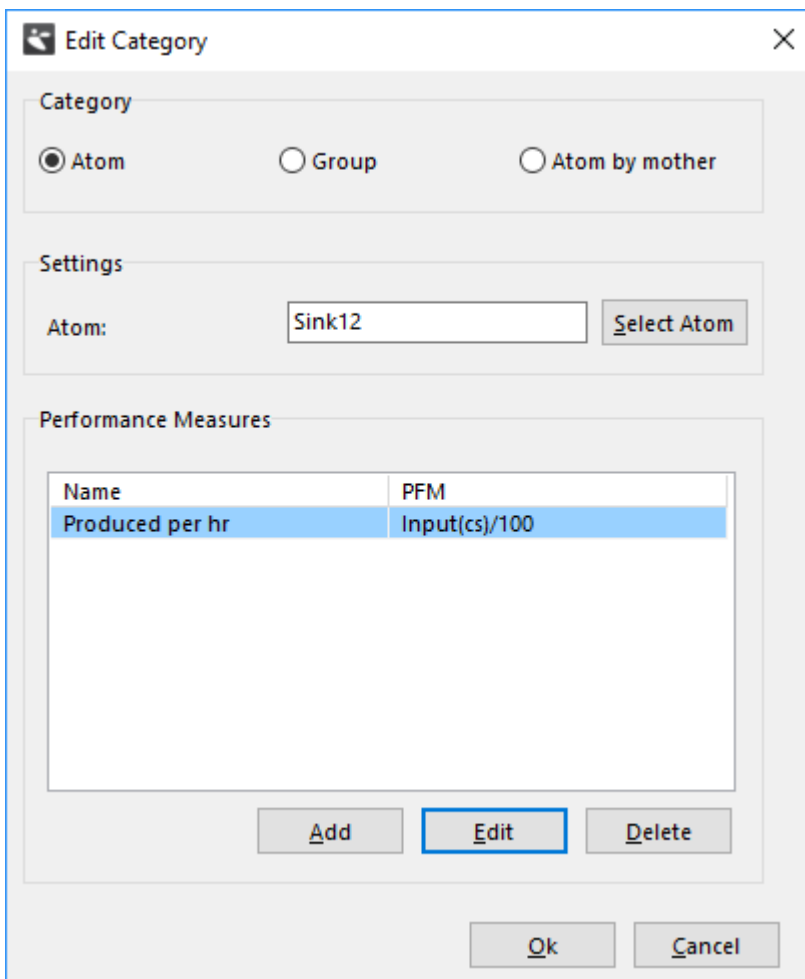 Edit Category
Category
Atom Group Atom by mother
Settings
Atom: Sink12 Select Atom
Performance Measures
Name PFM
Produced per hr Input(cs)/100
Add Edit Delete
Ok Cancel